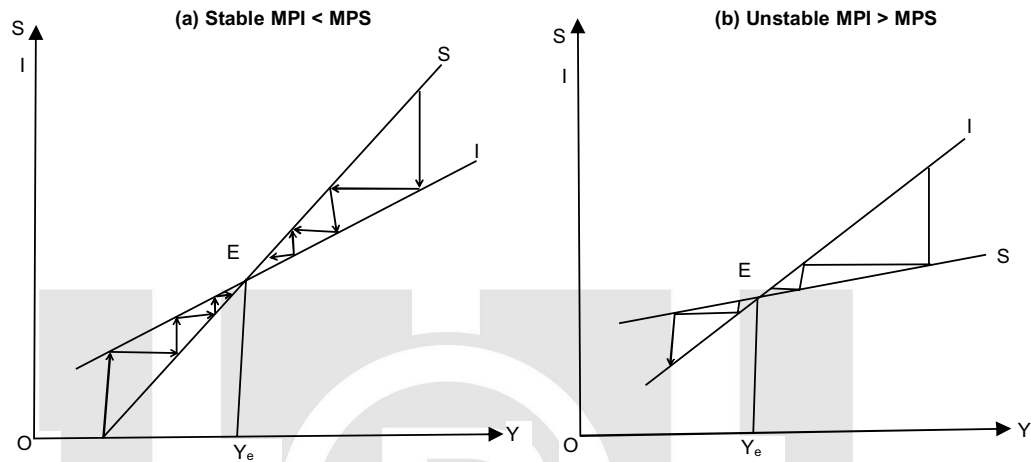 (a) Stable MPI < MPS
S
I
S
I
E
O
Yₑ
Y
(b) Unstable MPI > MPS
S
I
I
S
E
O
Yₑ
Y